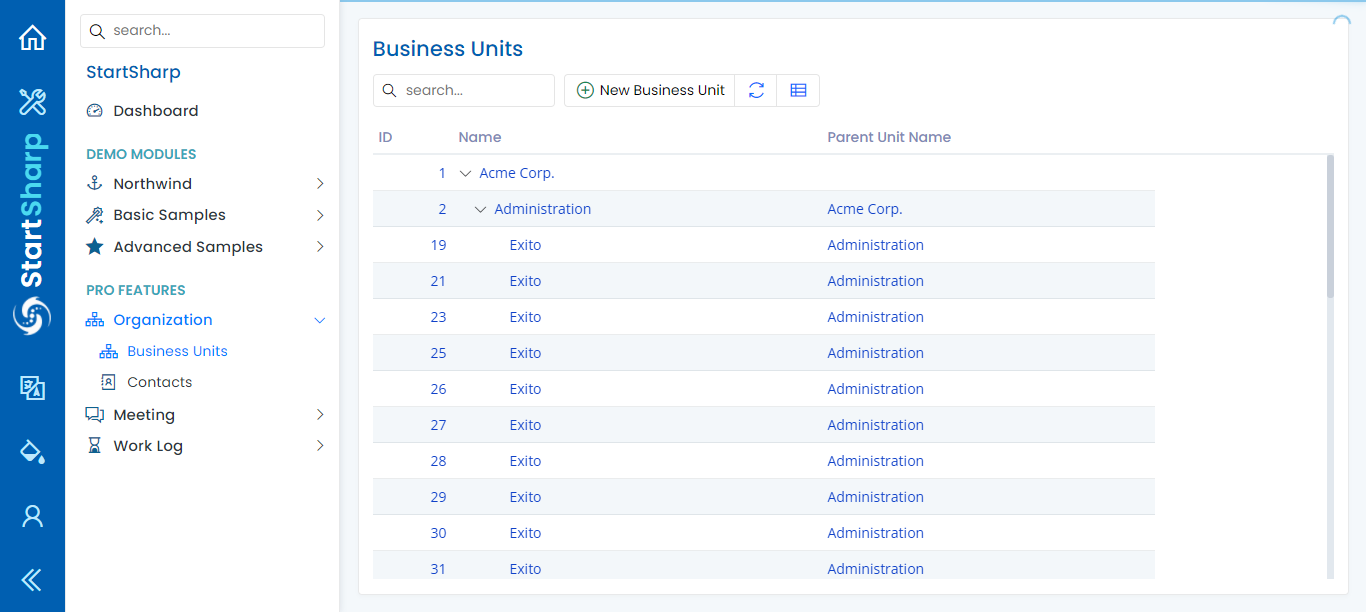 StartSharp
search...
StartSharp
Dashboard
DEMO MODULES
Northwind
Basic Samples
Advanced Samples
PRO FEATURES
Organization
Business Units
Contacts
Meeting
Work Log
Business Units
search... New Business Unit
ID Name Parent Unit Name
1 Acme Corp.
2 Administration Acme Corp.
19 Exito Administration
21 Exito Administration
23 Exito Administration
25 Exito Administration
26 Exito Administration
27 Exito Administration
28 Exito Administration
29 Exito Administration
30 Exito Administration
31 Exito Administration